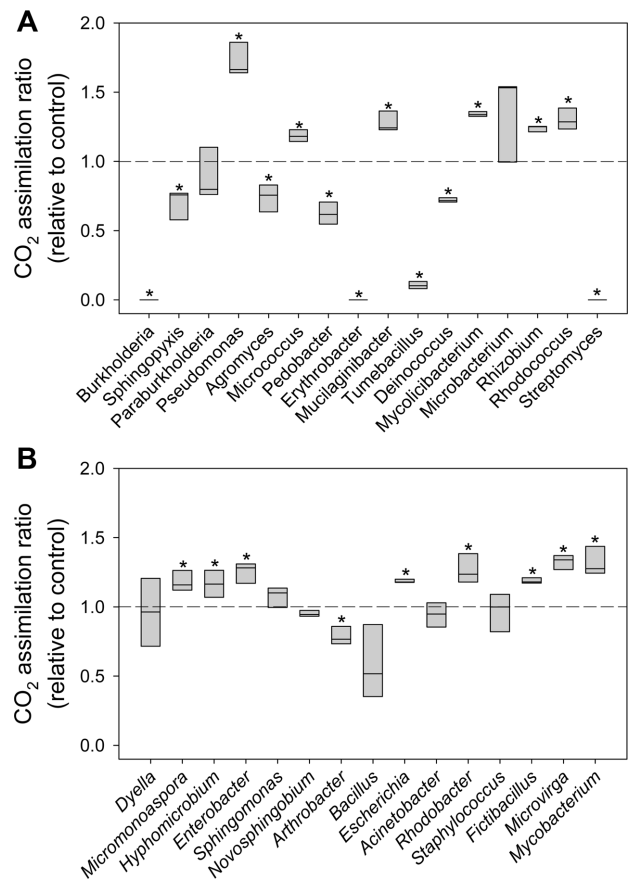 A
CO2 assimilation ratio
(relative to control)
2.0
1.5
1.0
0.5
0.0
* * * * * * * * * * * * * *
Burkholderia
Sphingopyxis
Paraburkholderia
Pseudomonas
Agromyces
Micrococcus
Pedobacter
Erythrobacter
Mucilaginibacter
Tumebacillus
Deinococcus
Mycolicibacterium
Microbacterium
Rhizobium
Rhodococcus
Streptomyces
B
CO2 assimilation ratio
(relative to control)
2.0
1.5
1.0
0.5
0.0
* * * * * * * * *
Dyella
Micromonoaspora
Hyphomicrobium
Enterobacter
Sphingomonas
Novosphingobium
Arthrobacter
Bacillus
Escherichia
Acinetobacter
Rhodobacter
Staphylococcus
Fictibacillus
Microvirga
Mycobacterium